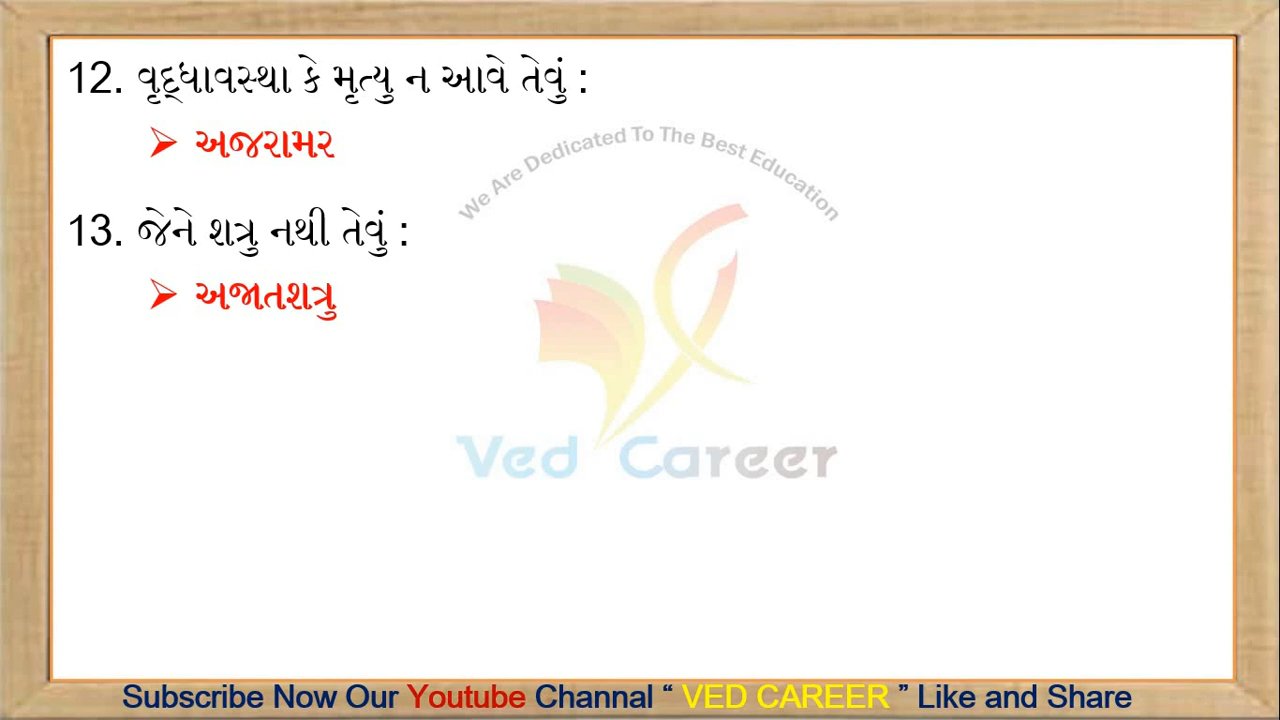 12. વૃદ્ધાવસ્થા કે મૃત્યુ ન આવે તેવું :
➢ અજરામર
We Are Dedicated To The Best Education
13. જેને શત્રુ નથી તેવું :
➢ અજાતશત્રુ
Ved Career
Subscribe Now Our Youtube Channal “ VED CAREER ” Like and Share